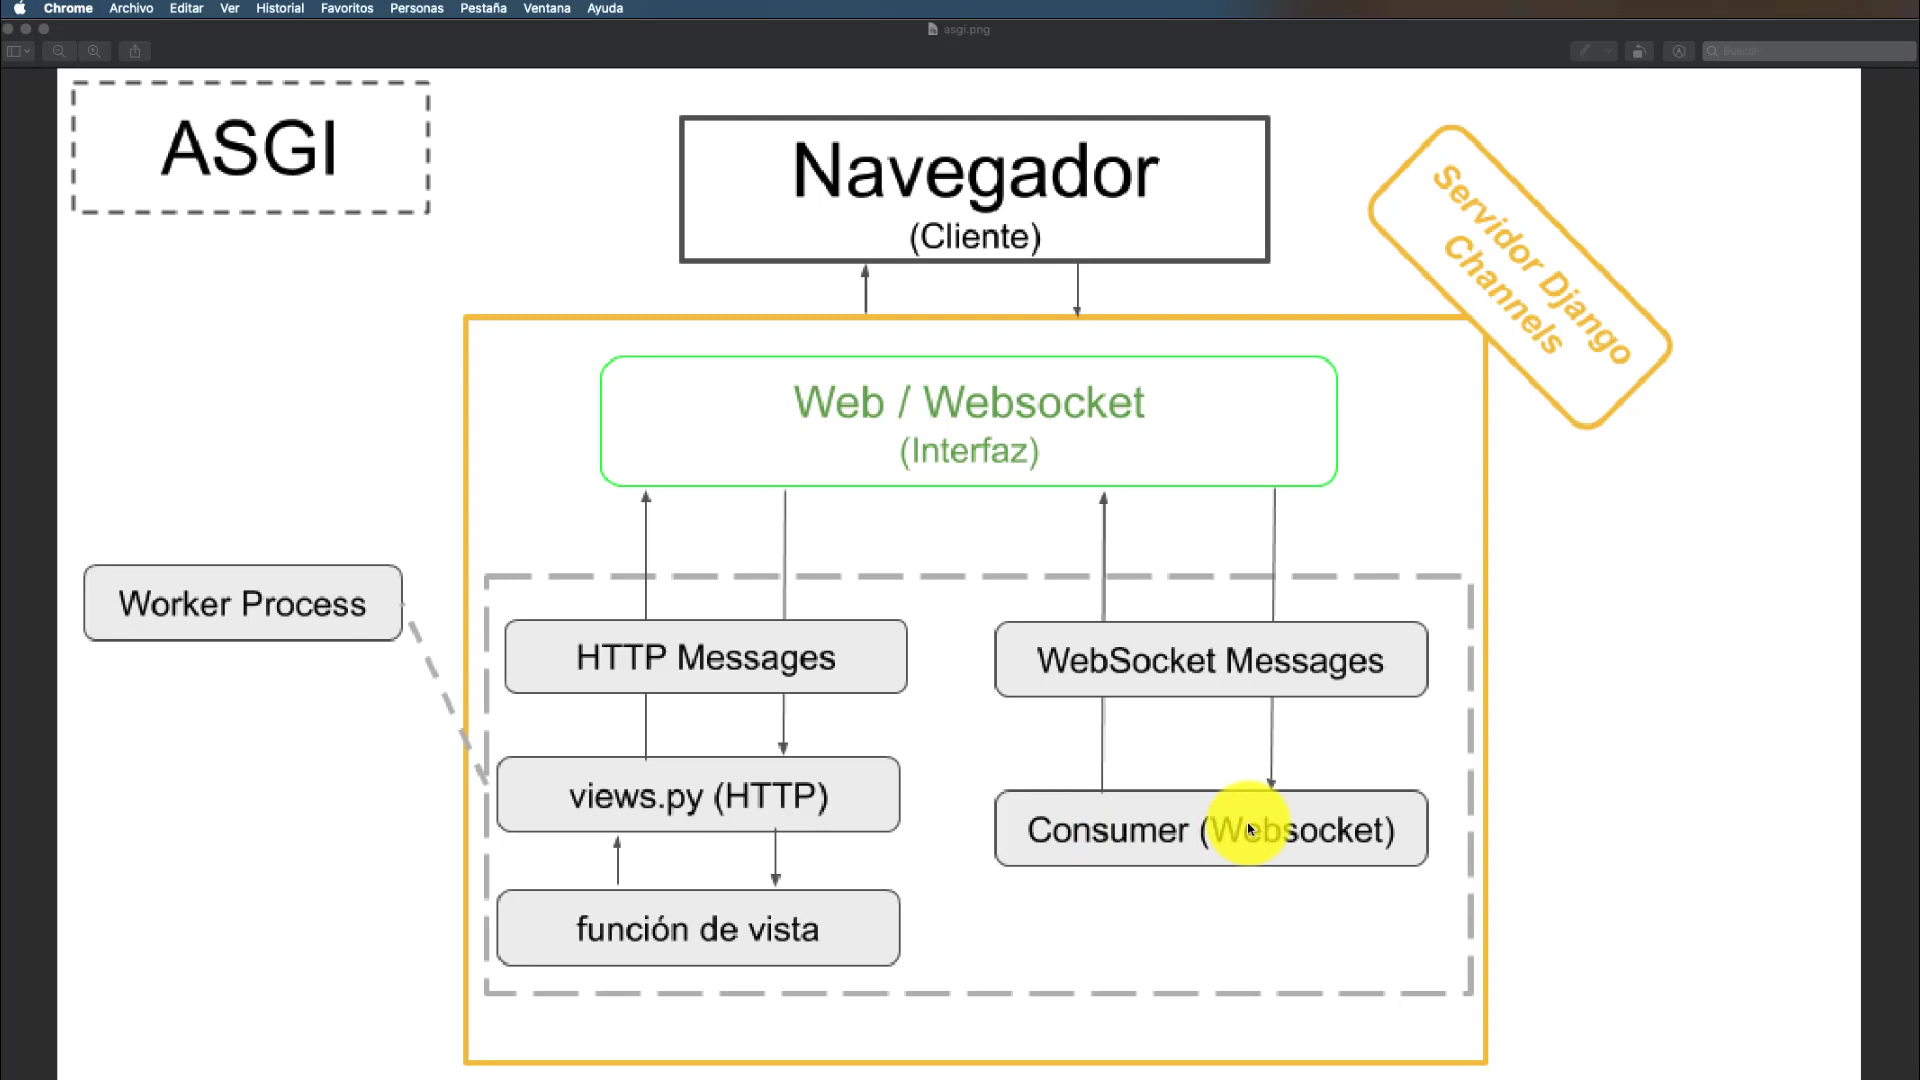 Chrome Archivo Editar Ver Historial Favoritos Personas Pestaña Ventana Ayuda
asgi.png
Buscar
ASGI
Navegador
(Cliente)
Servidor Django
Channels
Web / Websocket
(Interfaz)
Worker Process
HTTP Messages
WebSocket Messages
views.py (HTTP)
Consumer (Websocket)
función de vista